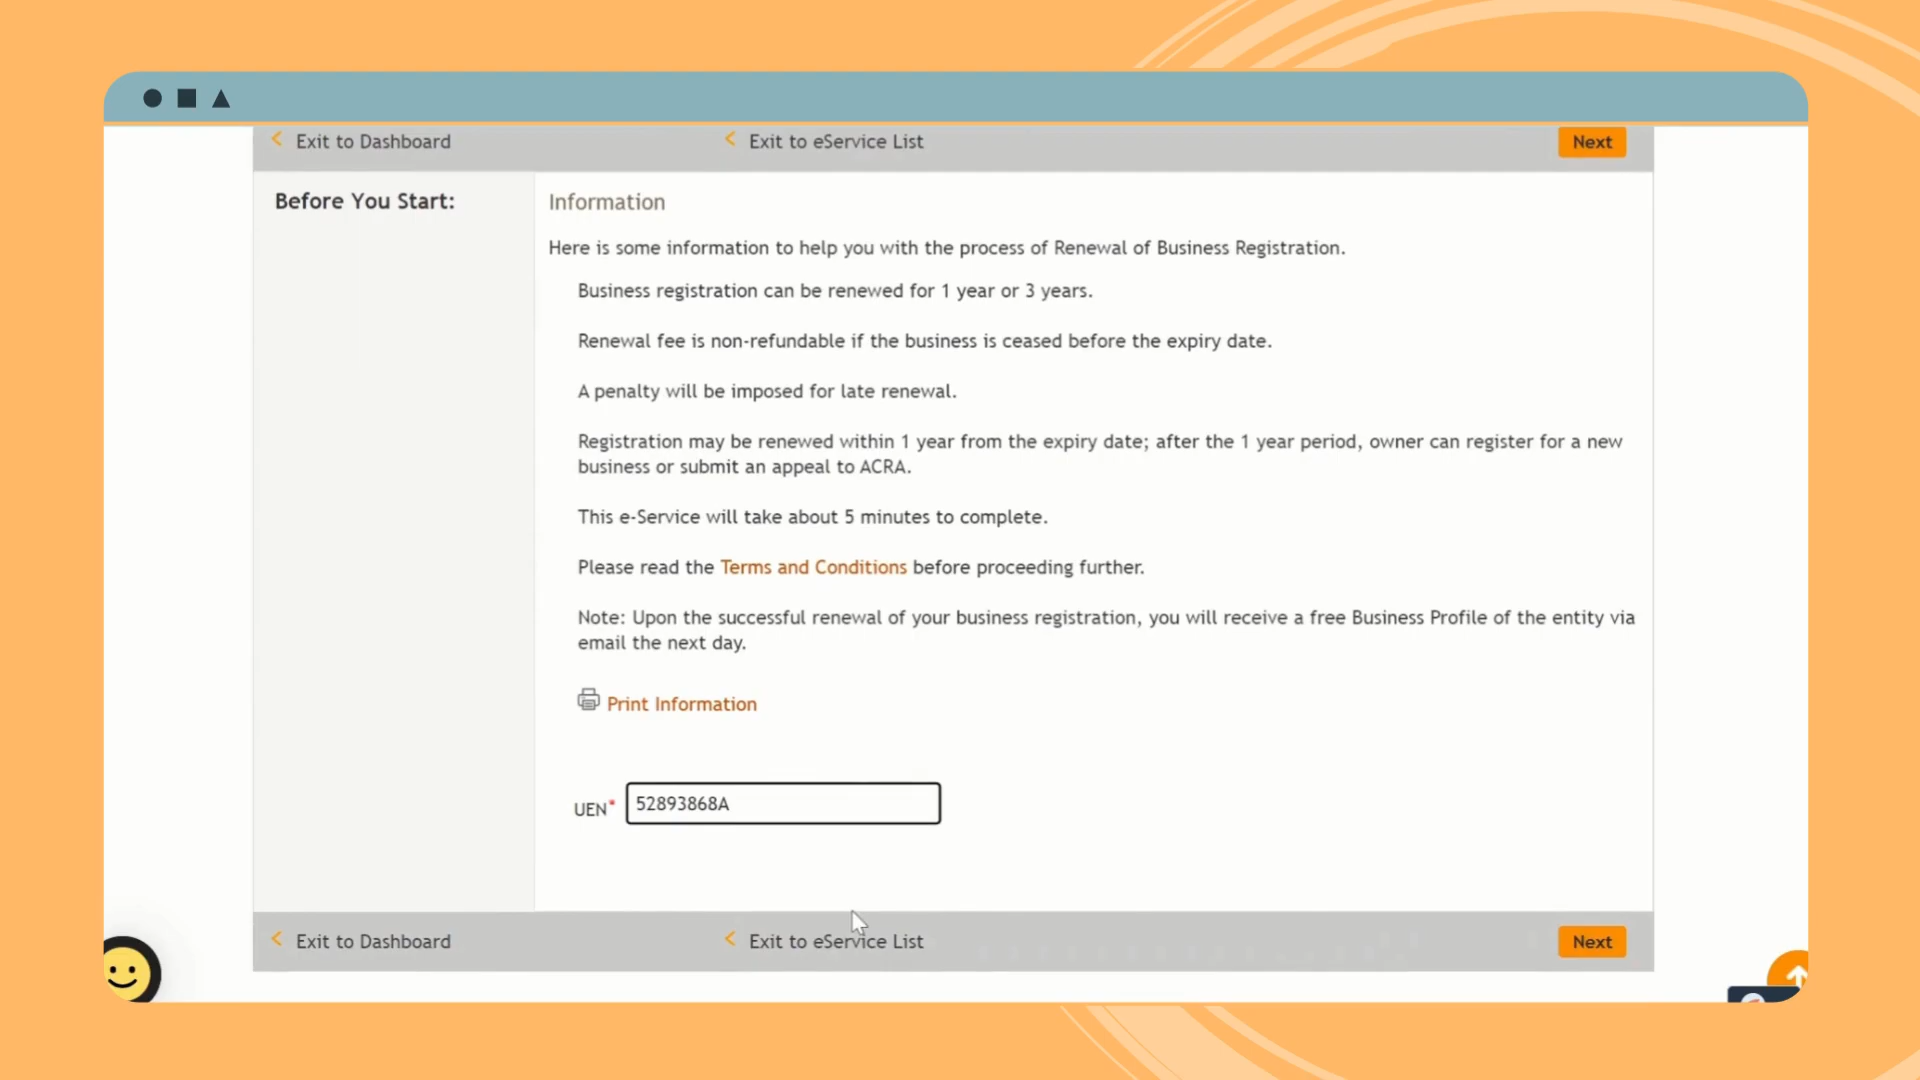 Exit to Dashboard
Exit to eService List
Next
Before You Start:
Information
Here is some information to help you with the process of Renewal of Business Registration.
Business registration can be renewed for 1 year or 3 years.
Renewal fee is non-refundable if the business is ceased before the expiry date.
A penalty will be imposed for late renewal.
Registration may be renewed within 1 year from the expiry date; after the 1 year period, owner can register for a new
business or submit an appeal to ACRA.
This e-Service will take about 5 minutes to complete.
Please read the Terms and Conditions before proceeding further.
Note: Upon the successful renewal of your business registration, you will receive a free Business Profile of the entity via
email the next day.
Print Information
UEN* 52893868A
Exit to Dashboard
Exit to eService List
Next